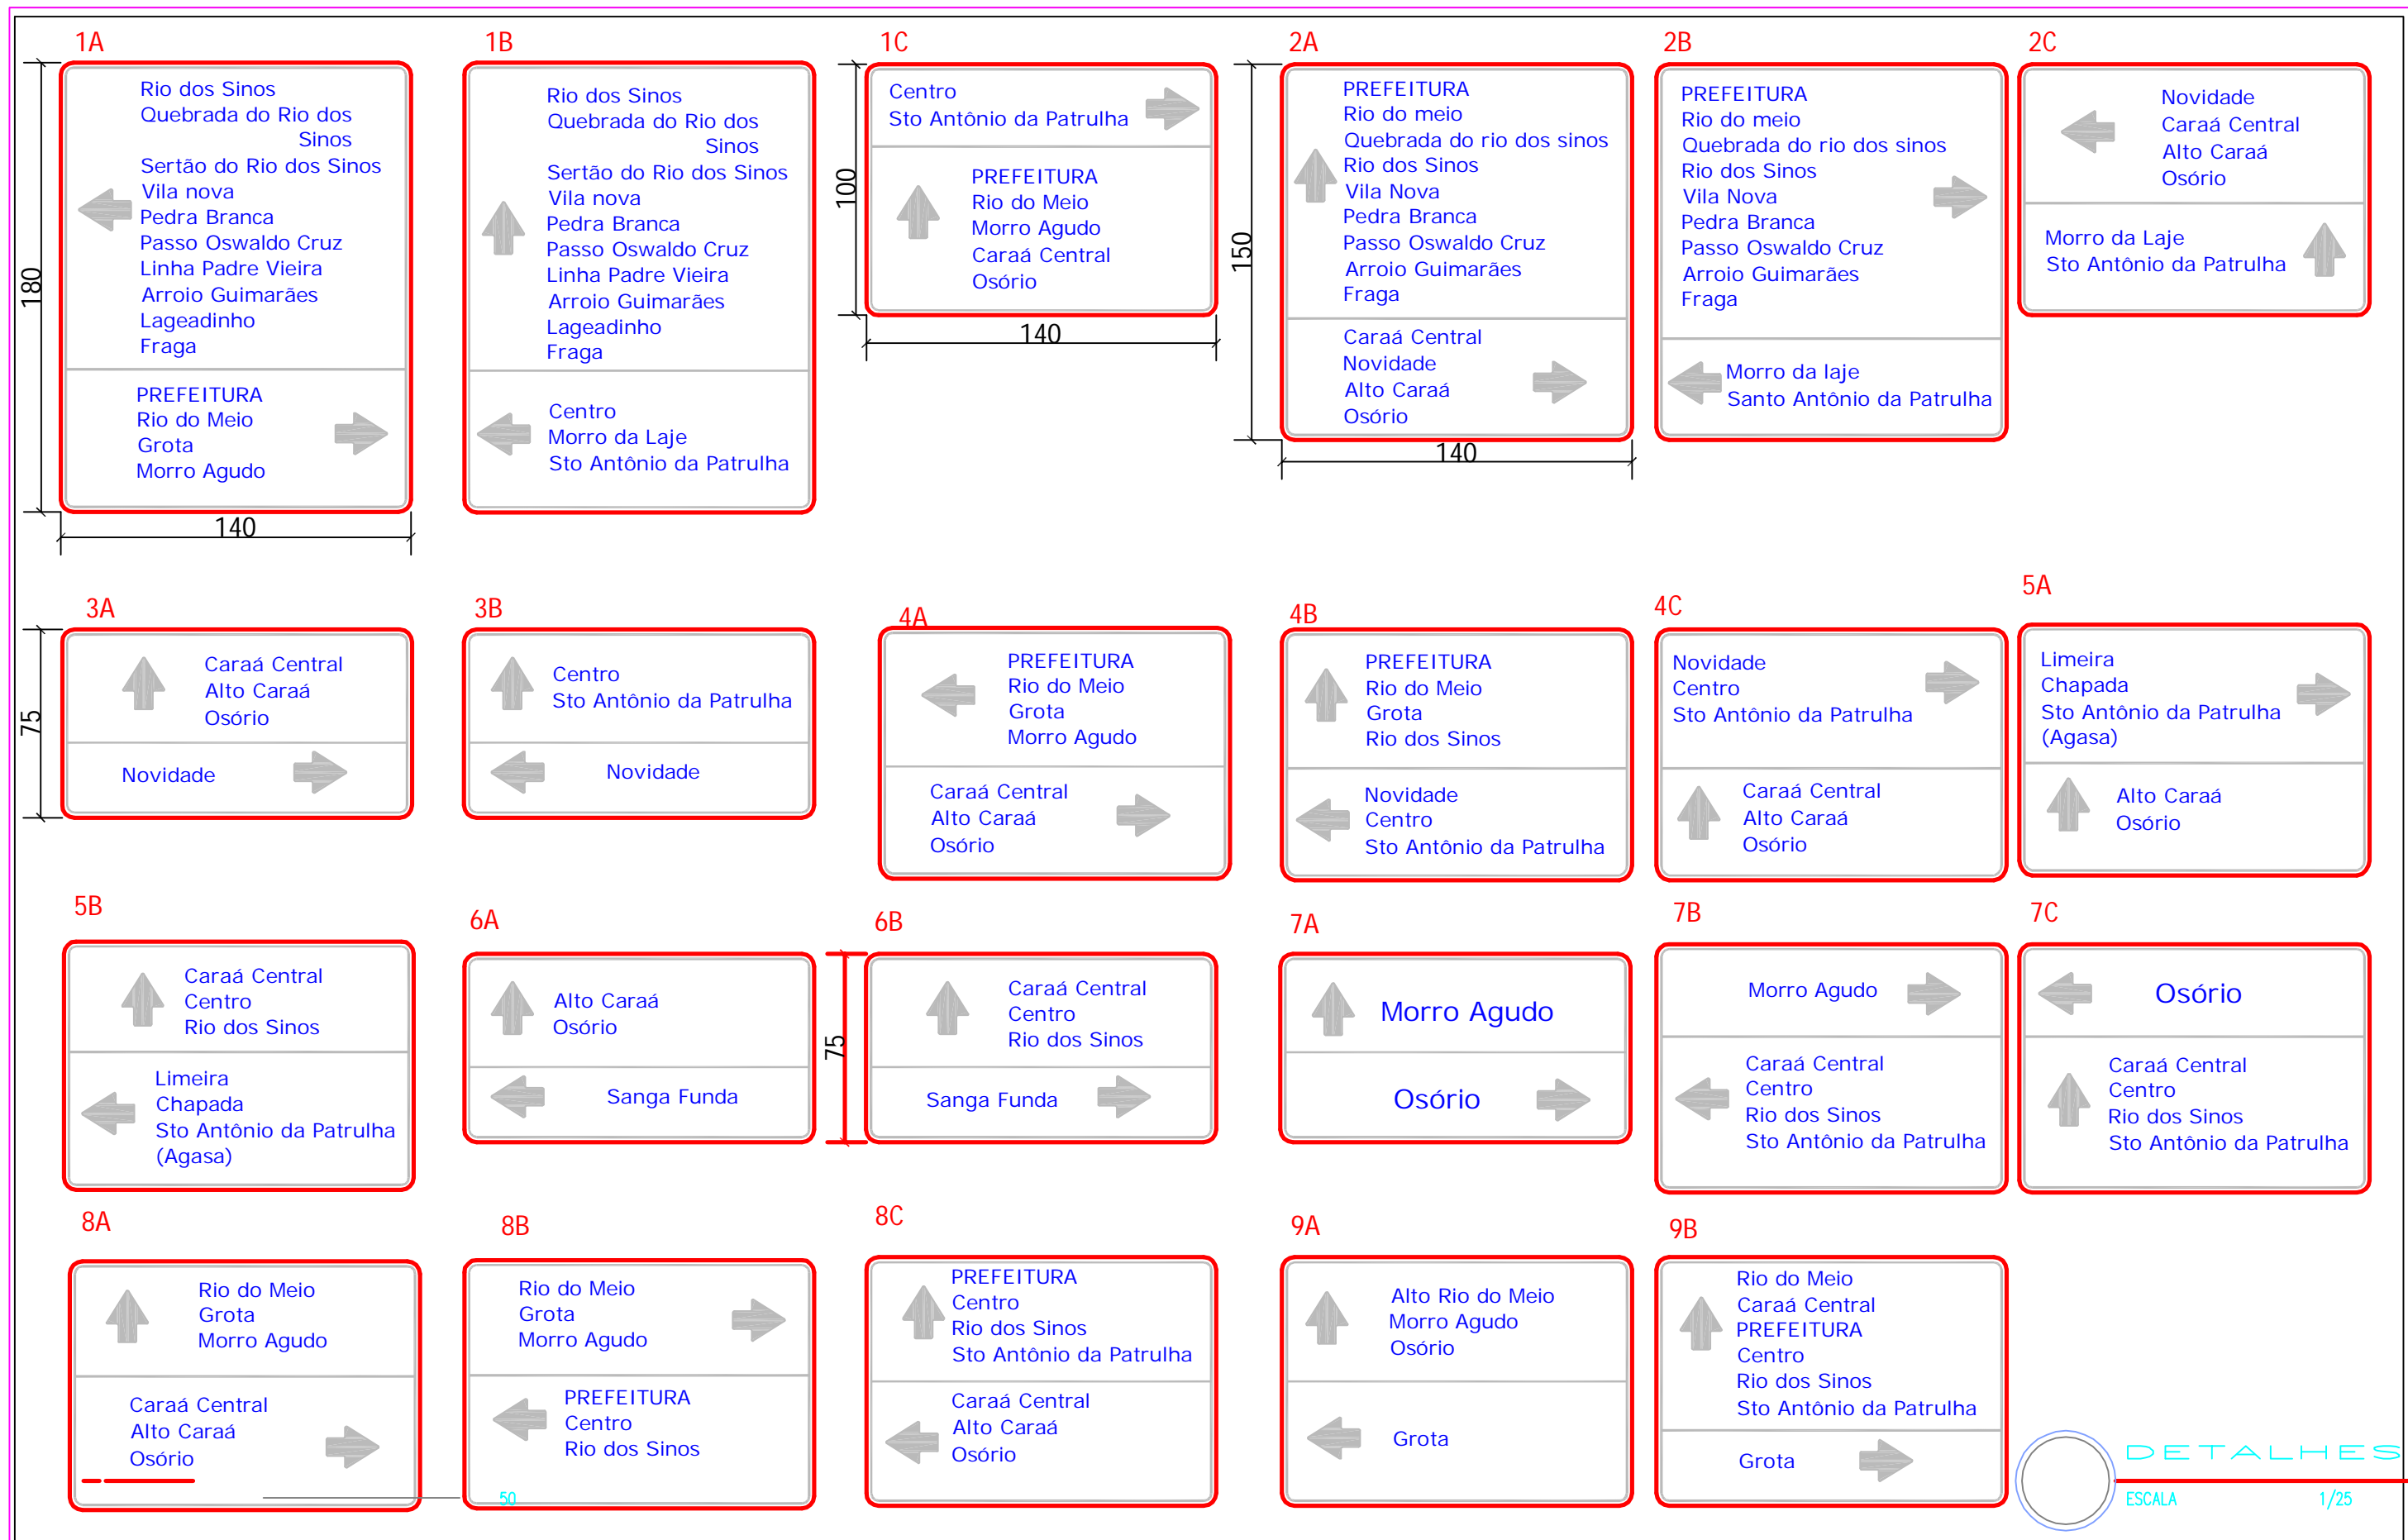 1A
Rio dos Sinos
Quebrada do Rio dos
Sinos
Sertão do Rio dos Sinos
Vila nova
Pedra Branca
Passo Oswaldo Cruz
Linha Padre Vieira
Arroio Guimarães
Lageadinho
Fraga
PREFEITURA
Rio do Meio
Grota
Morro Agudo
180
140
1B
Rio dos Sinos
Quebrada do Rio dos
Sinos
Sertão do Rio dos Sinos
Vila nova
Pedra Branca
Passo Oswaldo Cruz
Linha Padre Vieira
Arroio Guimarães
Lageadinho
Fraga
Centro
Morro da Laje
Sto Antônio da Patrulha
1C
Centro
Sto Antônio da Patrulha
PREFEITURA
Rio do Meio
Morro Agudo
Caraá Central
Osório
100
140
2A
PREFEITURA
Rio do meio
Quebrada do rio dos sinos
Rio dos Sinos
Vila Nova
Pedra Branca
Passo Oswaldo Cruz
Arroio Guimarães
Fraga
Caraá Central
Novidade
Alto Caraá
Osório
150
140
2B
PREFEITURA
Rio do meio
Quebrada do rio dos sinos
Rio dos Sinos
Vila Nova
Pedra Branca
Passo Oswaldo Cruz
Arroio Guimarães
Fraga
Morro da laje
Santo Antônio da Patrulha
2C
Novidade
Caraá Central
Alto Caraá
Osório
Morro da Laje
Sto Antônio da Patrulha
3A
Caraá Central
Alto Caraá
Osório
Novidade
75
3B
Centro
Sto Antônio da Patrulha
Novidade
4A
PREFEITURA
Rio do Meio
Grota
Morro Agudo
Caraá Central
Alto Caraá
Osório
4B
PREFEITURA
Rio do Meio
Grota
Rio dos Sinos
Novidade
Centro
Sto Antônio da Patrulha
4C
Novidade
Centro
Sto Antônio da Patrulha
Caraá Central
Alto Caraá
Osório
5A
Limeira
Chapada
Sto Antônio da Patrulha
(Agasa)
Alto Caraá
Osório
5B
Caraá Central
Centro
Rio dos Sinos
Limeira
Chapada
Sto Antônio da Patrulha
(Agasa)
6A
Alto Caraá
Osório
Sanga Funda
6B
Caraá Central
Centro
Rio dos Sinos
Sanga Funda
75
7A
Morro Agudo
Osório
7B
Morro Agudo
Caraá Central
Centro
Rio dos Sinos
Sto Antônio da Patrulha
7C
Osório
Caraá Central
Centro
Rio dos Sinos
Sto Antônio da Patrulha
8A
Rio do Meio
Grota
Morro Agudo
Caraá Central
Alto Caraá
Osório
50
8B
Rio do Meio
Grota
Morro Agudo
PREFEITURA
Centro
Rio dos Sinos
8C
PREFEITURA
Centro
Rio dos Sinos
Sto Antônio da Patrulha
Caraá Central
Alto Caraá
Osório
9A
Alto Rio do Meio
Morro Agudo
Osório
Grota
9B
Rio do Meio
Caraá Central
PREFEITURA
Centro
Rio dos Sinos
Sto Antônio da Patrulha
Grota
DETALHES
ESCALA 1/25